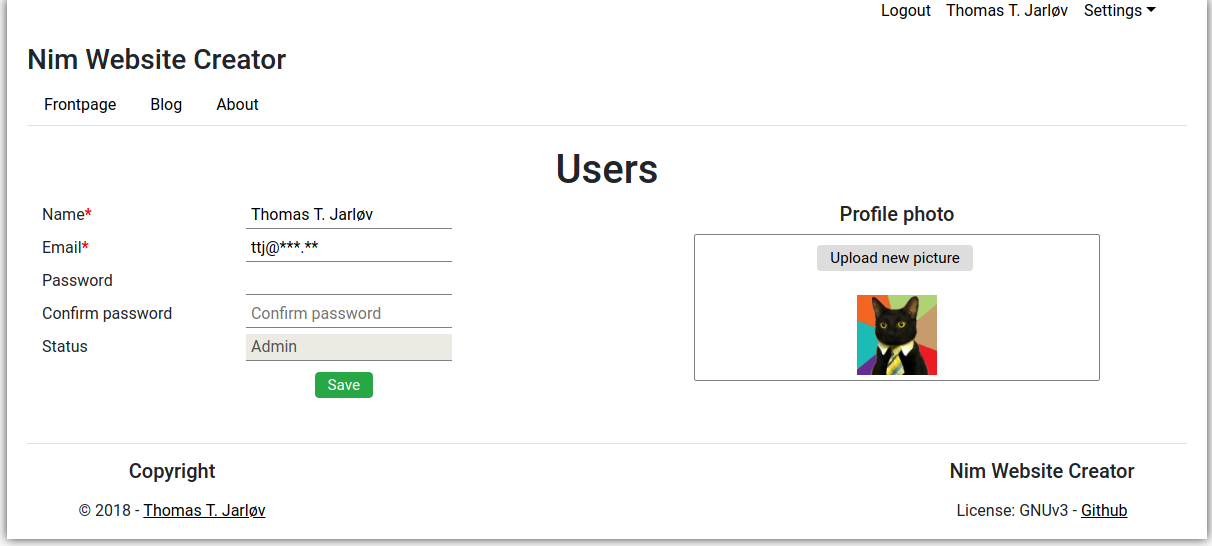 Logout Thomas T. Jarløv Settings
Nim Website Creator
Frontpage Blog About
Users
Name* Thomas T. Jarløv
Email* ttj@***.**
Password
Confirm password Confirm password
Status Admin
Save
Profile photo
Upload new picture
Copyright
© 2018 - Thomas T. Jarløv
Nim Website Creator
License: GNUv3 - Github